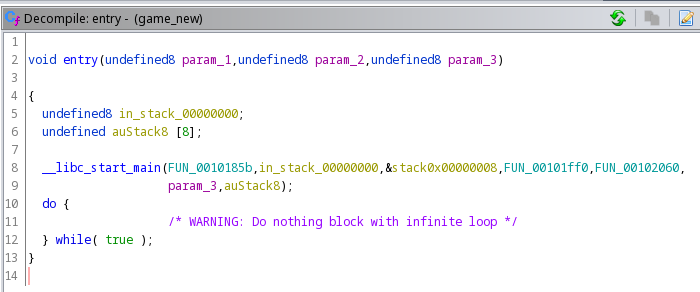 Decompile: entry - (game_new)
1
2 void entry(undefined8 param_1,undefined8 param_2,undefined8 param_3)
3
4 {
5 undefined8 in_stack_00000000;
6 undefined auStack8 [8];
7
8 __libc_start_main(FUN_0010185b,in_stack_00000000,&stack0x00000008,FUN_00101ff0,FUN_00102060,
9 param_3,auStack8);
10 do {
11 /* WARNING: Do nothing block with infinite loop */
12 } while( true );
13 }
14